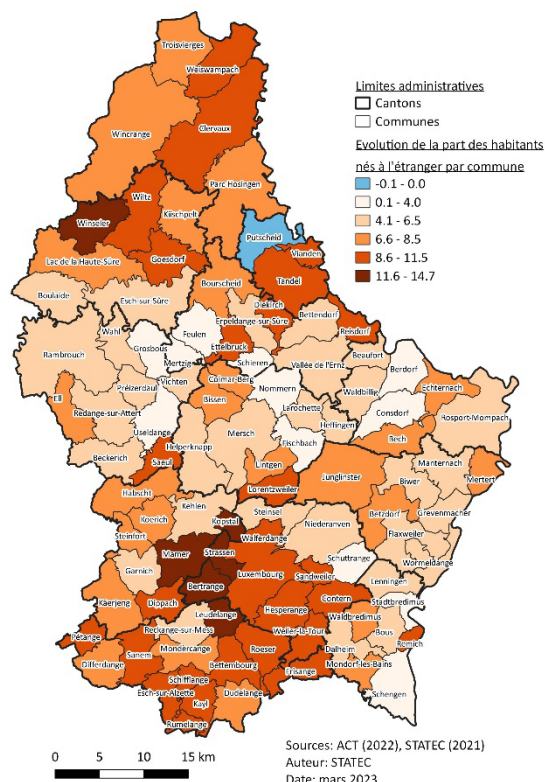 Troisvierges
Weiswampach
Limites administratives
Cantons
Communes
Evolution de la part des habitants
nés à l'étranger par commune
-0.1 - 0.0
0.1 - 4.0
4.1 - 6.5
6.6 - 8.5
8.6 - 11.5
11.6 - 14.7
Wincrange
Clervaux
Parc Hosingen
Wiltz
Kiischpelt
Winseler
Putscheid
Vianden
Lac de la Haute-Sûre
Goesdorf
Tandel
Bourscheid
Boulaide
Esch-sur-Sûre
Diekirch
Bettendorf
Erpeldange-sur-Sûre
Reisdorf
Wahl
Feulen
Grosbous
Ettelbruck
Beaufort
Berdorf
Rambrouch
Mertzig
Schieren
Vallée de l'Ernz
Vichten
Colmar-Berg
Nommern
Waldbillig
Echternach
Préizerdaul
Bissen
Larochette
Consdorf
Ell
Redange-sur-Attert
Rosport-Mompach
Useldange
Mersch
Heffingen
Bech
Fischbach
Helperknapp
Beckerich
Saeul
Lintgen
Manternach
Junglinster
Biwer
Mertert
Habscht
Lorentzweiler
Kehlen
Steinsel
Betzdorf
Grevenmacher
Koerich
Kopstal
Niederanven
Steinfort
Walferdange
Flaxweiler
Mamer
Strassen
Schuttrange
Wormeldange
Garnich
Luxembourg
Sandweiler
Lenningen
Bertrange
Contern
Stadtbredimus
Käerjeng
Dippach
Leudelange
Hesperange
Waldbredimus
Reckange-sur-Mess
Weiler-la-Tour
Bous
Pétange
Roeser
Dalheim
Remich
Sanem
Mondercange
Mondorf-les-Bains
Differdange
Bettembourg
Schifflange
Frisange
Esch-sur-Alzette
Dudelange
Schengen
Kayl
Rumelange
0 5 10 15 km
Sources: ACT (2022), STATEC (2021)
Auteur: STATEC
Date: mars 2023